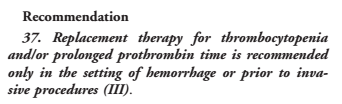 Recommendation
37. Replacement therapy for thrombocytopenia
and/or prolonged prothrombin time is recommended
only in the setting of hemorrhage or prior to inva-
sive procedures (III).